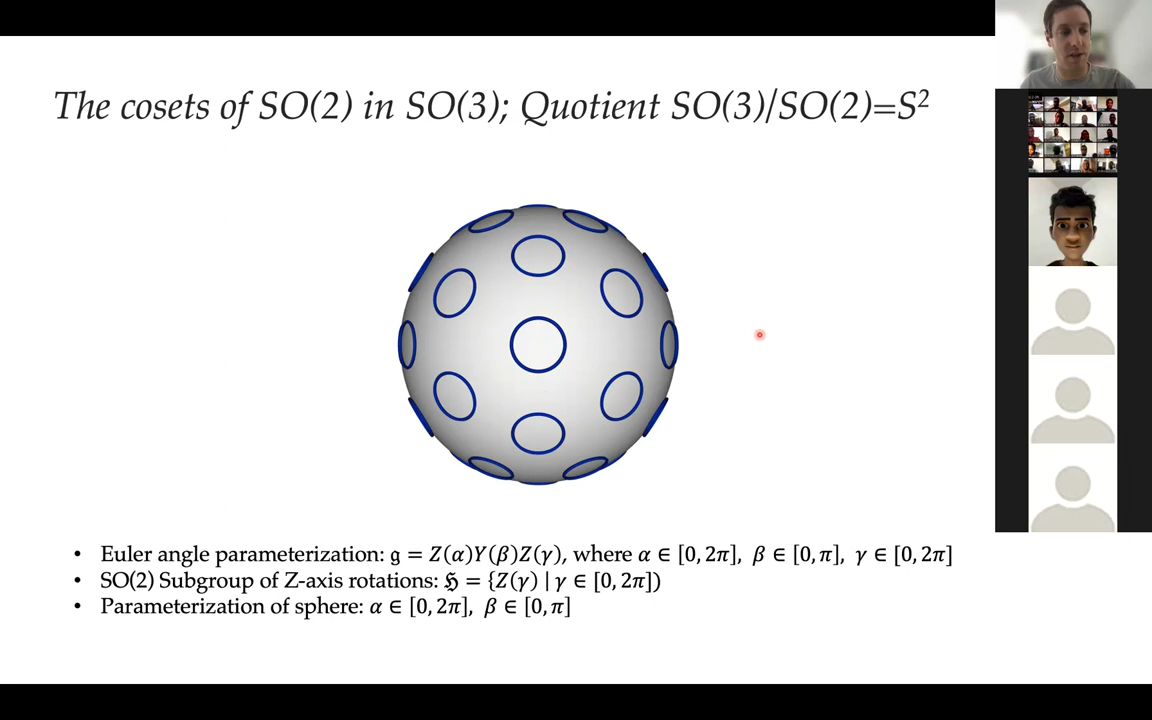 The cosets of SO(2) in SO(3); Quotient SO(3)/SO(2)=S²
• Euler angle parameterization: 𝔤 = Z(α)Y(β)Z(γ), where α ∈ [0, 2π], β ∈ [0, π], γ ∈ [0, 2π]
• SO(2) Subgroup of Z-axis rotations: ℌ = {Z(γ) | γ ∈ [0, 2π])
• Parameterization of sphere: α ∈ [0, 2π], β ∈ [0, π]